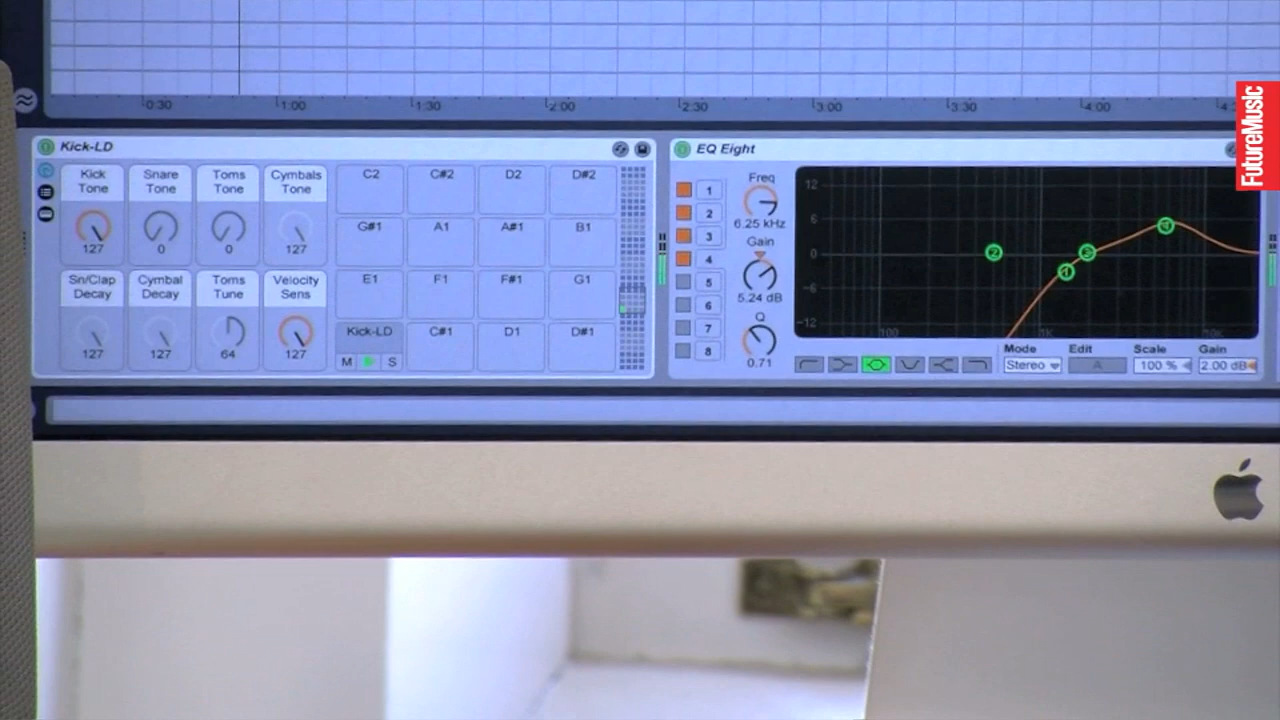 0:30 1:00 1:30 2:00 2:30 3:00 3:30 4:00
FutureMusic
Kick-LD
EQ Eight
Kick Tone
127
Snare Tone
0
Toms Tone
0
Cymbals Tone
127
Sn/Clap Decay
127
Cymbal Decay
127
Toms Tune
64
Velocity Sens
127
C2 C#2 D2 D#2
G#1 A1 A#1 B1
E1 F1 F#1 G1
Kick-LD C#1 D1 D#1
M S
1
2
3
4
5
6
7
8
Freq
6.25 kHz
Gain
5.24 dB
Q
0.71
12
6
0
-6
-12
100 1K 10K
2 1 3 4
Mode Edit Scale Gain
Stereo A 100 % 2.00 dB